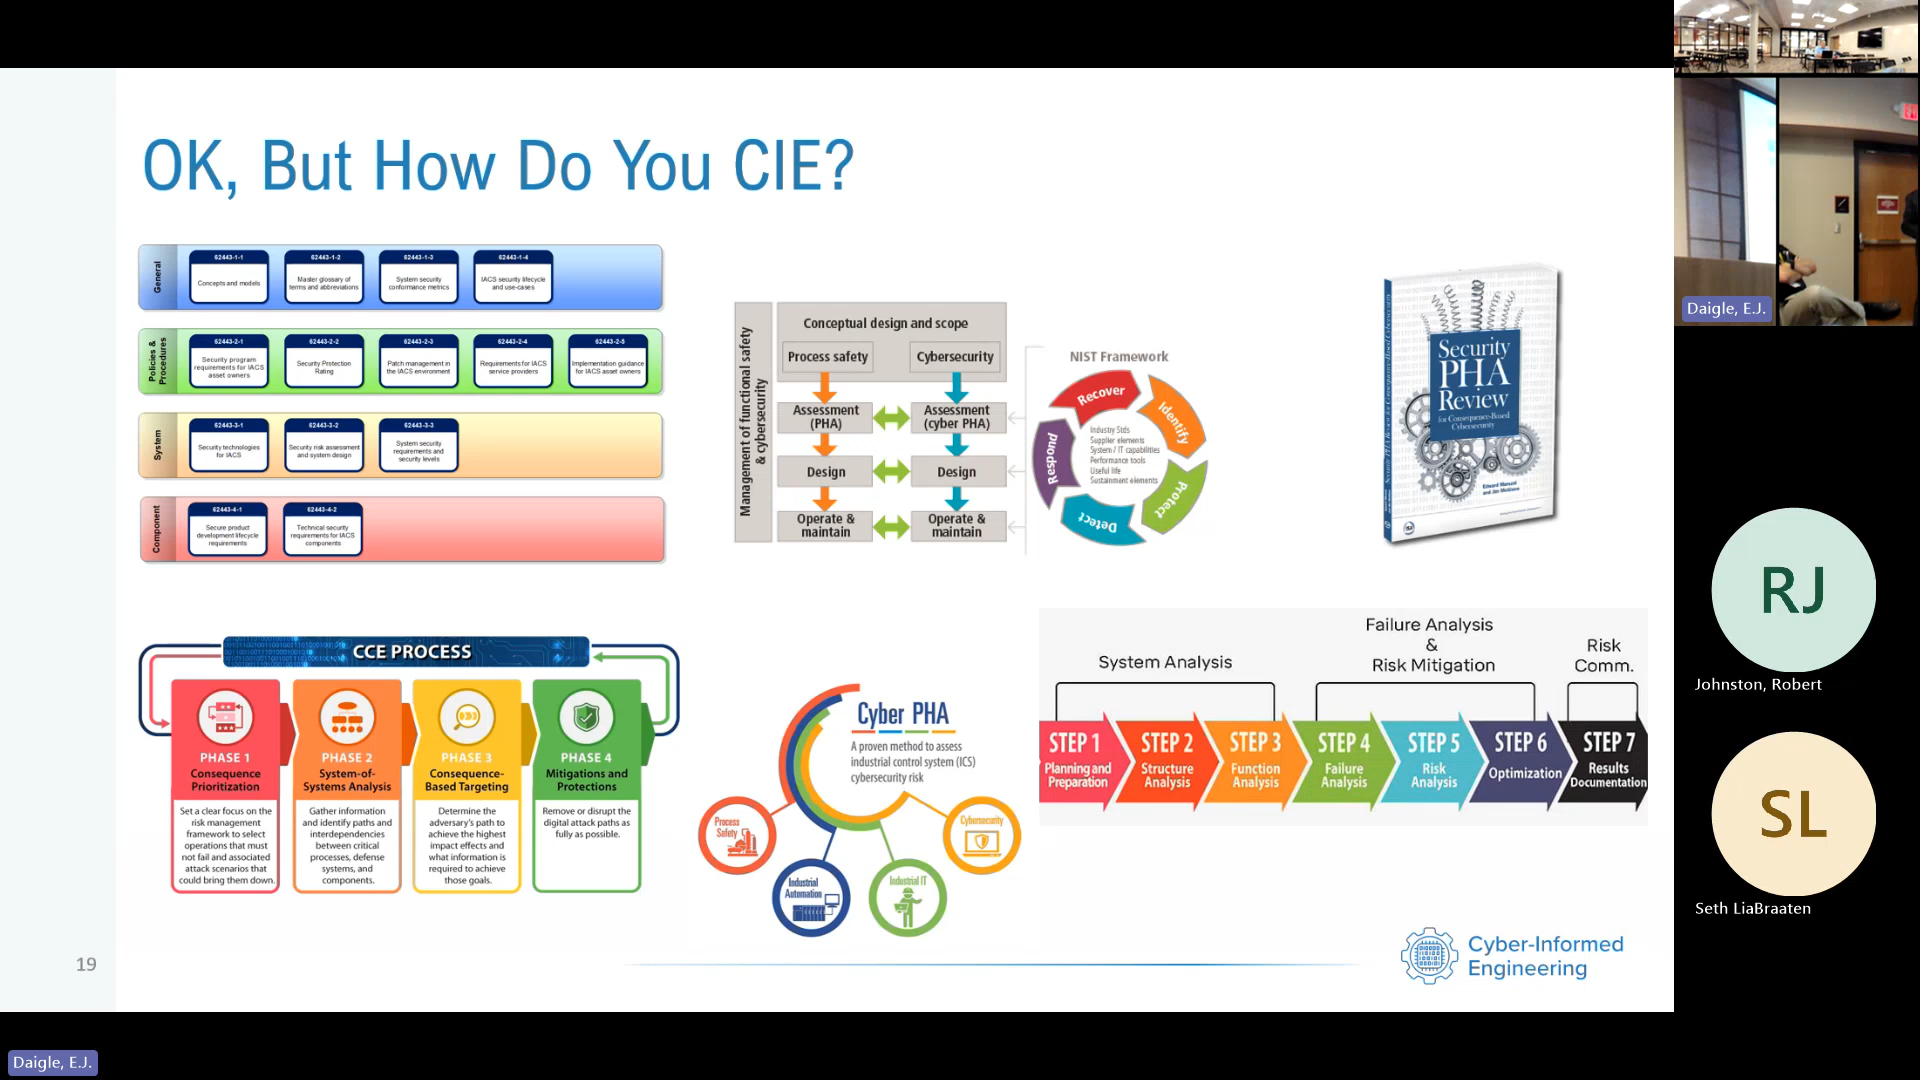 OK, But How Do You CIE?
General
62443-1-1
Concepts and models
62443-1-2
Master glossary of
terms and abbreviations
62443-1-3
System security
conformance metrics
62443-1-4
IACS security lifecycle
and use-cases
Policies &
Procedures
62443-2-1
Security program
requirements for IACS
asset owners
62443-2-2
Security Protection
Rating
62443-2-3
Patch management in
the IACS environment
62443-2-4
Requirements for IACS
service providers
62443-2-5
Implementation guidance
for IACS asset owners
System
62443-3-1
Security technologies
for IACS
62443-3-2
Security risk assessment
and system design
62443-3-3
System security
requirements and
security levels
Component
62443-4-1
Secure product
development lifecycle
requirements
62443-4-2
Technical security
requirements for IACS
components
Management of functional safety
& cybersecurity
Conceptual design and scope
Process safety
Cybersecurity
Assessment
(PHA)
Assessment
(cyber PHA)
Design
Design
Operate &
maintain
Operate &
maintain
NIST Framework
Recover
Identify
Protect
Detect
Respond
Industry Stds
Supplier elements
System / IT capabilities
Performance tools
Useful life
Sustainment elements
Security
PHA
Review
for Consequence-Based
Cybersecurity
Edward Marszal
and Jim McGlone
CCE PROCESS
PHASE 1
Consequence
Prioritization
Set a clear focus on the
risk management
framework to select
operations that must
not fail and associated
attack scenarios that
could bring them down.
PHASE 2
System-of-
Systems Analysis
Gather information
and identify paths and
interdependencies
between critical
processes, defense
systems, and
components.
PHASE 3
Consequence-
Based Targeting
Determine the
adversary's path to
achieve the highest
impact effects and
what information is
required to achieve
those goals.
PHASE 4
Mitigations and
Protections
Remove or disrupt the
digital attack paths as
fully as possible.
Cyber PHA
A proven method to assess
industrial control system (ICS)
cybersecurity risk
Process
Safety
Industrial
Automation
Industrial IT
Cybersecurity
System Analysis
Failure Analysis
&
Risk Mitigation
Risk
Comm.
STEP 1
Planning and
Preparation
STEP 2
Structure
Analysis
STEP 3
Function
Analysis
STEP 4
Failure
Analysis
STEP 5
Risk
Analysis
STEP 6
Optimization
STEP 7
Results
Documentation
19
Cyber-Informed
Engineering
Daigle, E.J.
RJ
Johnston, Robert
SL
Seth LiaBraaten
Daigle, E.J.